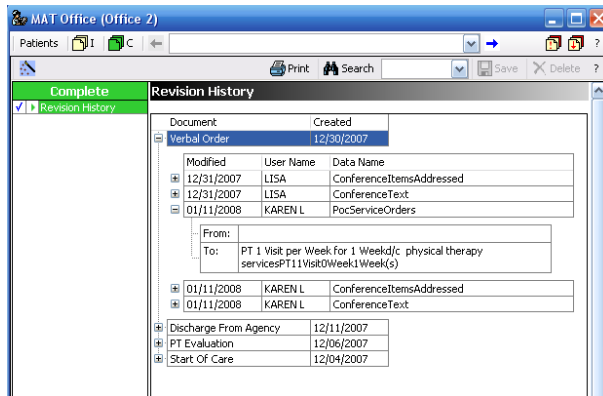 MAT Office (Office 2)
Patients I C ?
Print Search Save Delete ?
Complete
Revision History
Revision History
Document Created
Verbal Order 12/30/2007
Modified User Name Data Name
12/31/2007 LISA ConferenceItemsAddressed
12/31/2007 LISA ConferenceText
01/11/2008 KAREN L PocServiceOrders
From:
To: PT 1 Visit per Week for 1 Weekd/c physical therapy
servicesPT11Visit0Week1Week(s)
01/11/2008 KAREN L ConferenceItemsAddressed
01/11/2008 KAREN L ConferenceText
Discharge From Agency 12/11/2007
PT Evaluation 12/06/2007
Start Of Care 12/04/2007